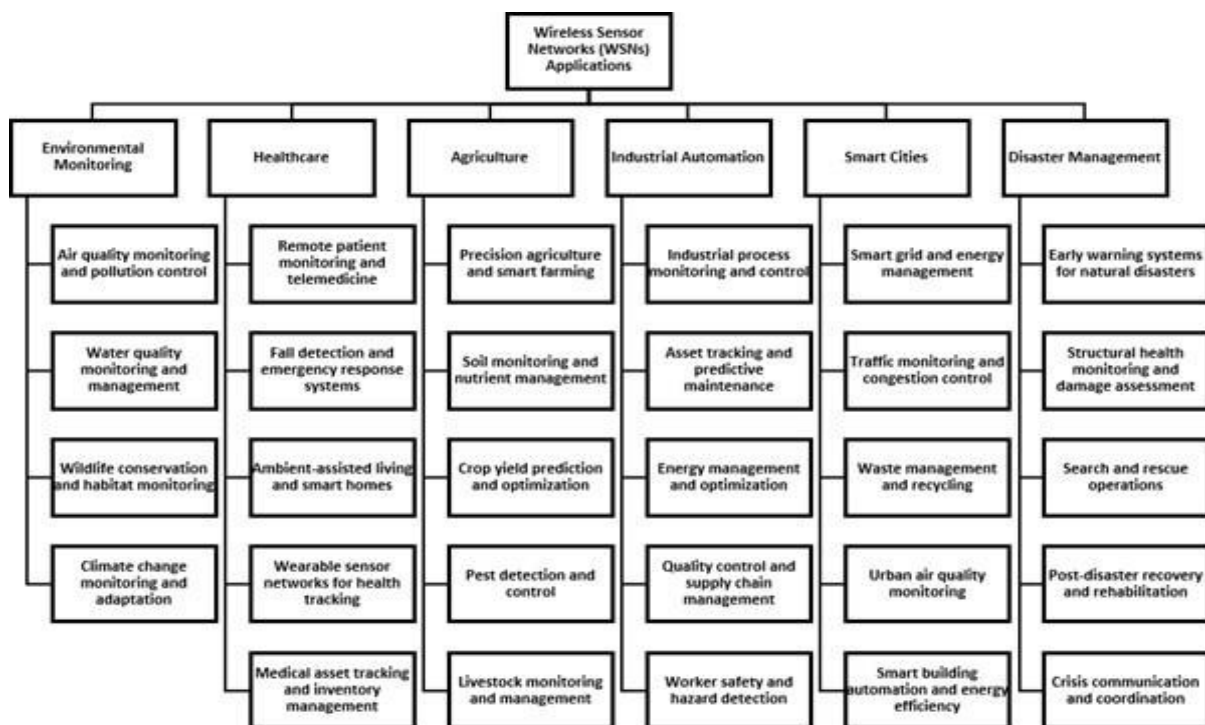 Wireless Sensor
Networks (WSNs)
Applications
Environmental
Monitoring
Healthcare
Agriculture
Industrial Automation
Smart Cities
Disaster Management
Air quality monitoring
and pollution control
Remote patient
monitoring and
telemedicine
Precision agriculture
and smart farming
Industrial process
monitoring and control
Smart grid and energy
management
Early warning systems
for natural disasters
Water quality
monitoring and
management
Fall detection and
emergency response
systems
Soil monitoring and
nutrient management
Asset tracking and
predictive
maintenance
Traffic monitoring and
congestion control
Structural health
monitoring and
damage assessment
Wildlife conservation
and habitat monitoring
Ambient-assisted living
and smart homes
Crop yield prediction
and optimization
Energy management
and optimization
Waste management
and recycling
Search and rescue
operations
Climate change
monitoring and
adaptation
Wearable sensor
networks for health
tracking
Pest detection and
control
Quality control and
supply chain
management
Urban air quality
monitoring
Post-disaster recovery
and rehabilitation
Medical asset tracking
and inventory
management
Livestock monitoring
and management
Worker safety and
hazard detection
Smart building
automation and energy
efficiency
Crisis communication
and coordination